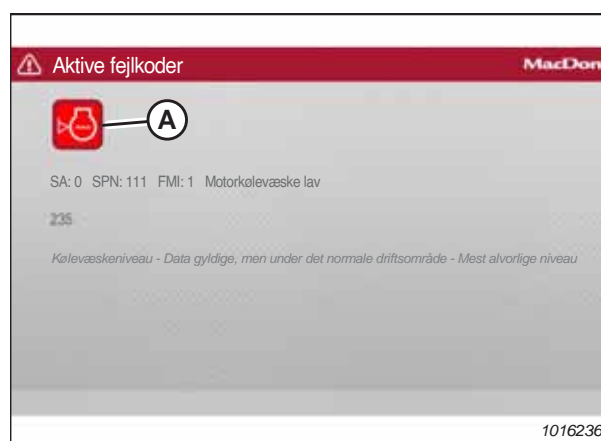 Aktive fejlkoder
MacDon
A
SA: 0 SPN: 111 FMI: 1 Motorkølevæske lav
235
Kølevæskeniveau - Data gyldige, men under det normale driftsområde - Mest alvorlige niveau
1016236